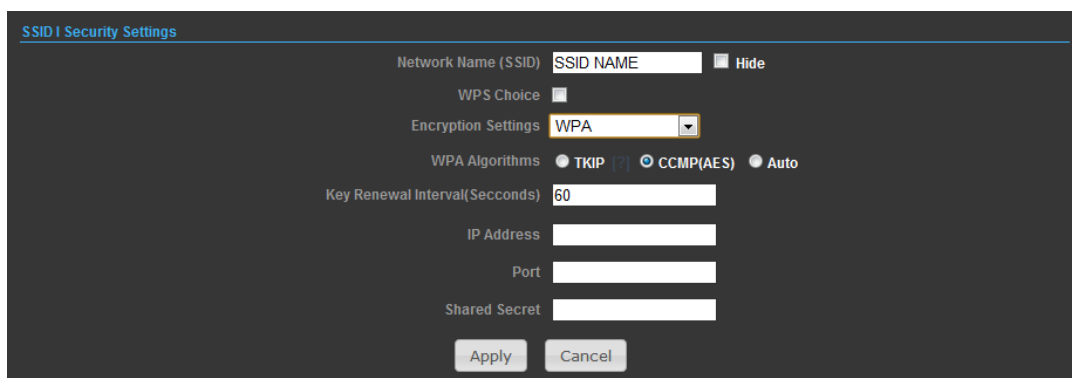 SSID I Security Settings
Network Name (SSID) SSID NAME Hide
WPS Choice
Encryption Settings WPA
WPA Algorithms TKIP [?] CCMP(AES) Auto
Key Renewal Interval(Secconds) 60
IP Address
Port
Shared Secret
Apply Cancel